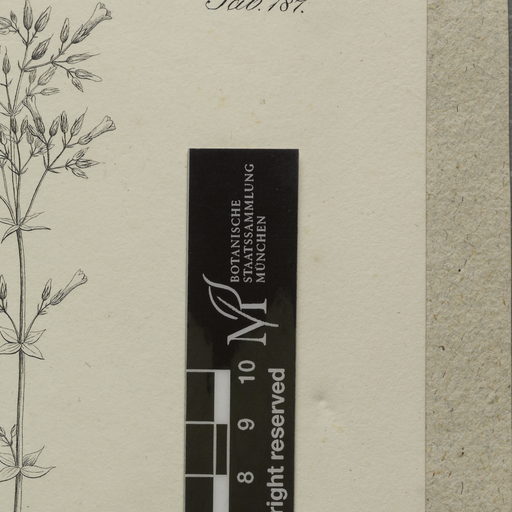 Tab. 187.
BOTANISCHE
STAATSSAMMLUNG
MÜNCHEN
M
10
9
8
right reserved